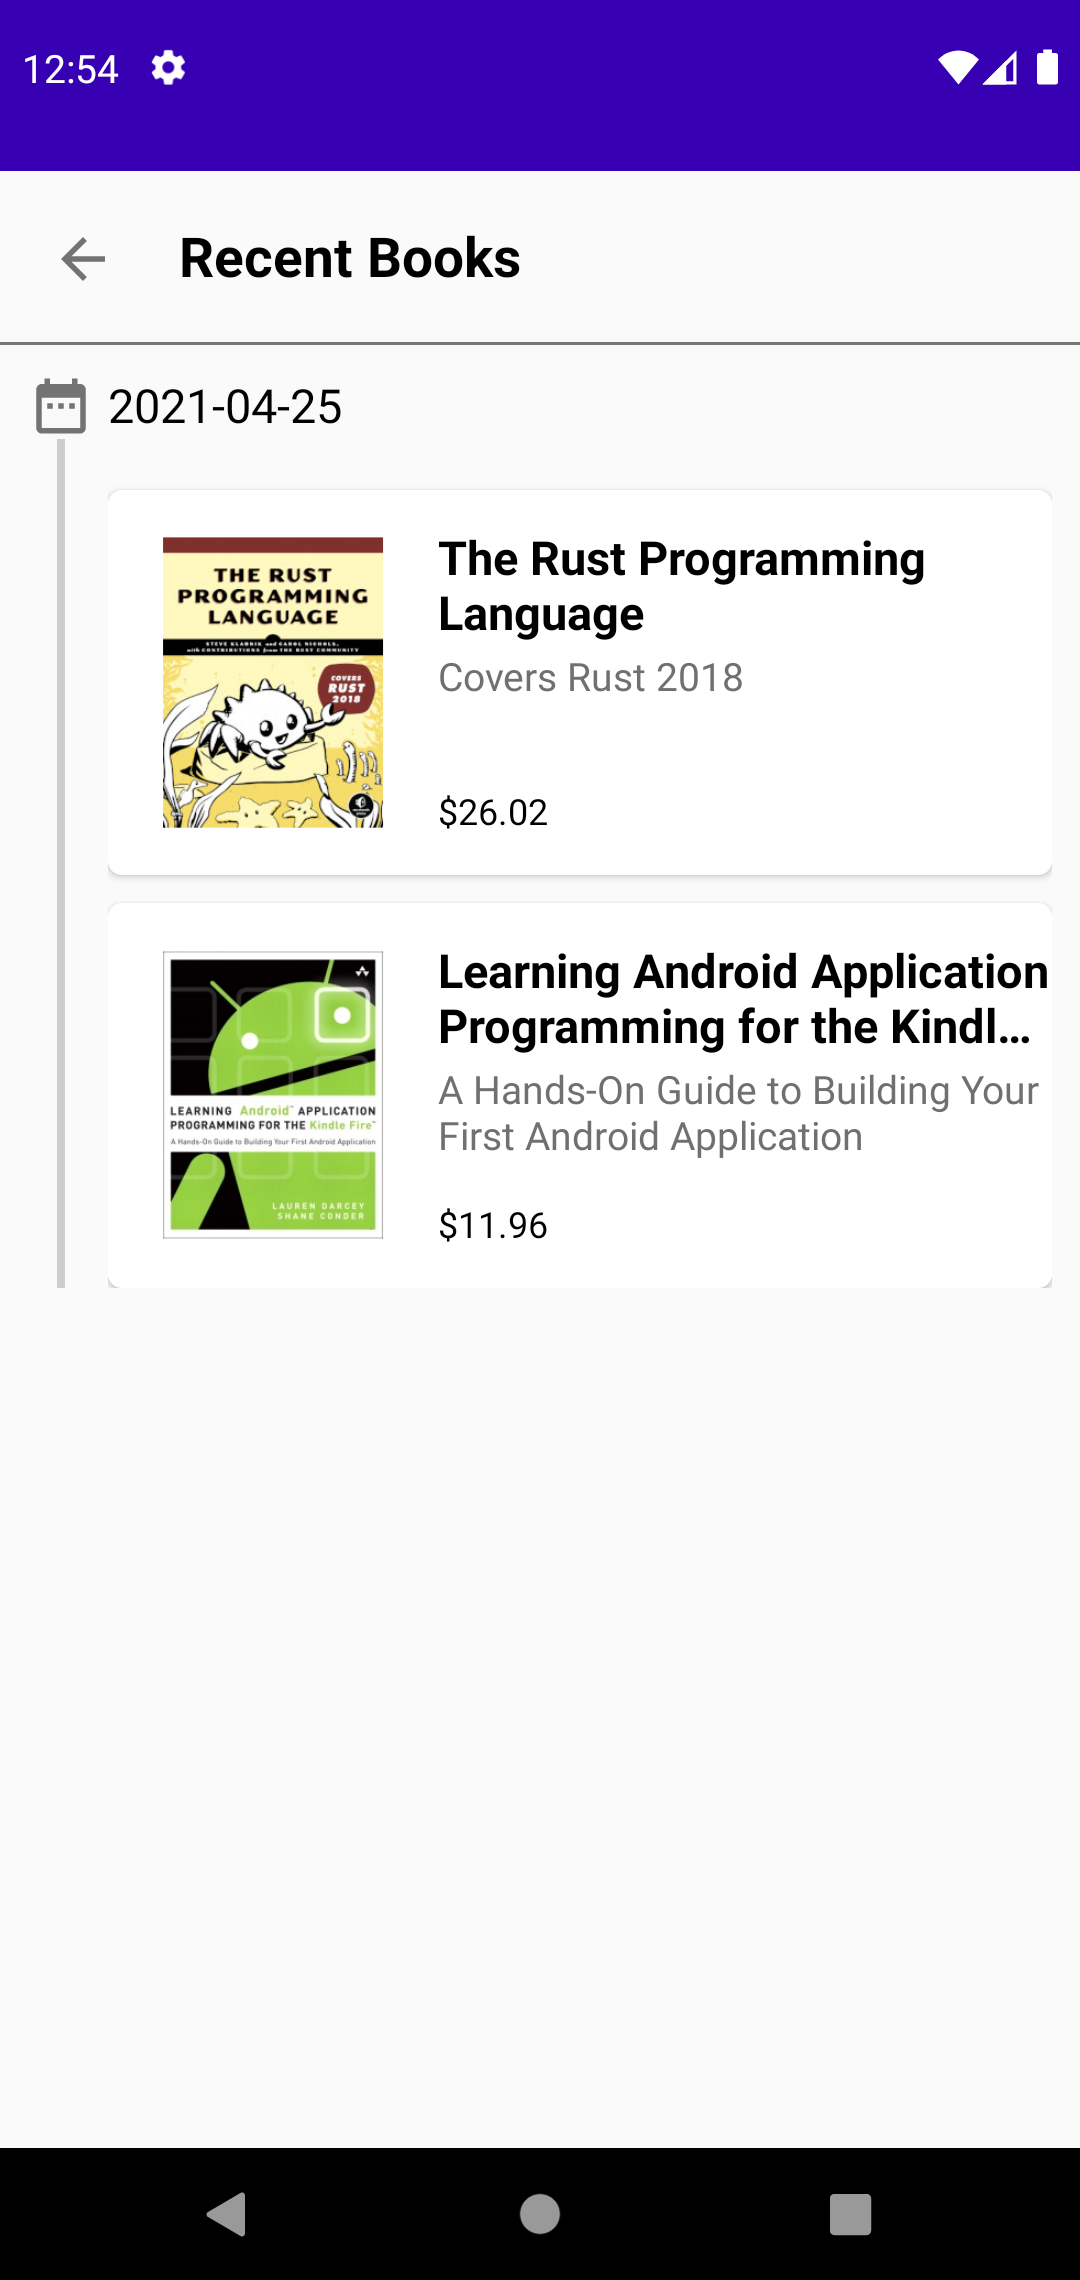 12:54
Recent Books
2021-04-25
THE RUST
PROGRAMMING
LANGUAGE
STEVE KLABNIK and CAROL NICHOLS,
with CONTRIBUTIONS from THE RUST COMMUNITY
COVERS
RUST
2018
The Rust Programming
Language
Covers Rust 2018
$26.02
LEARNING Android™ APPLICATION
PROGRAMMING FOR THE Kindle Fire™
A Hands-On Guide to Building Your First Android Application
LAUREN DARCEY
SHANE CONDER
Learning Android Application
Programming for the Kindl…
A Hands-On Guide to Building Your
First Android Application
$11.96